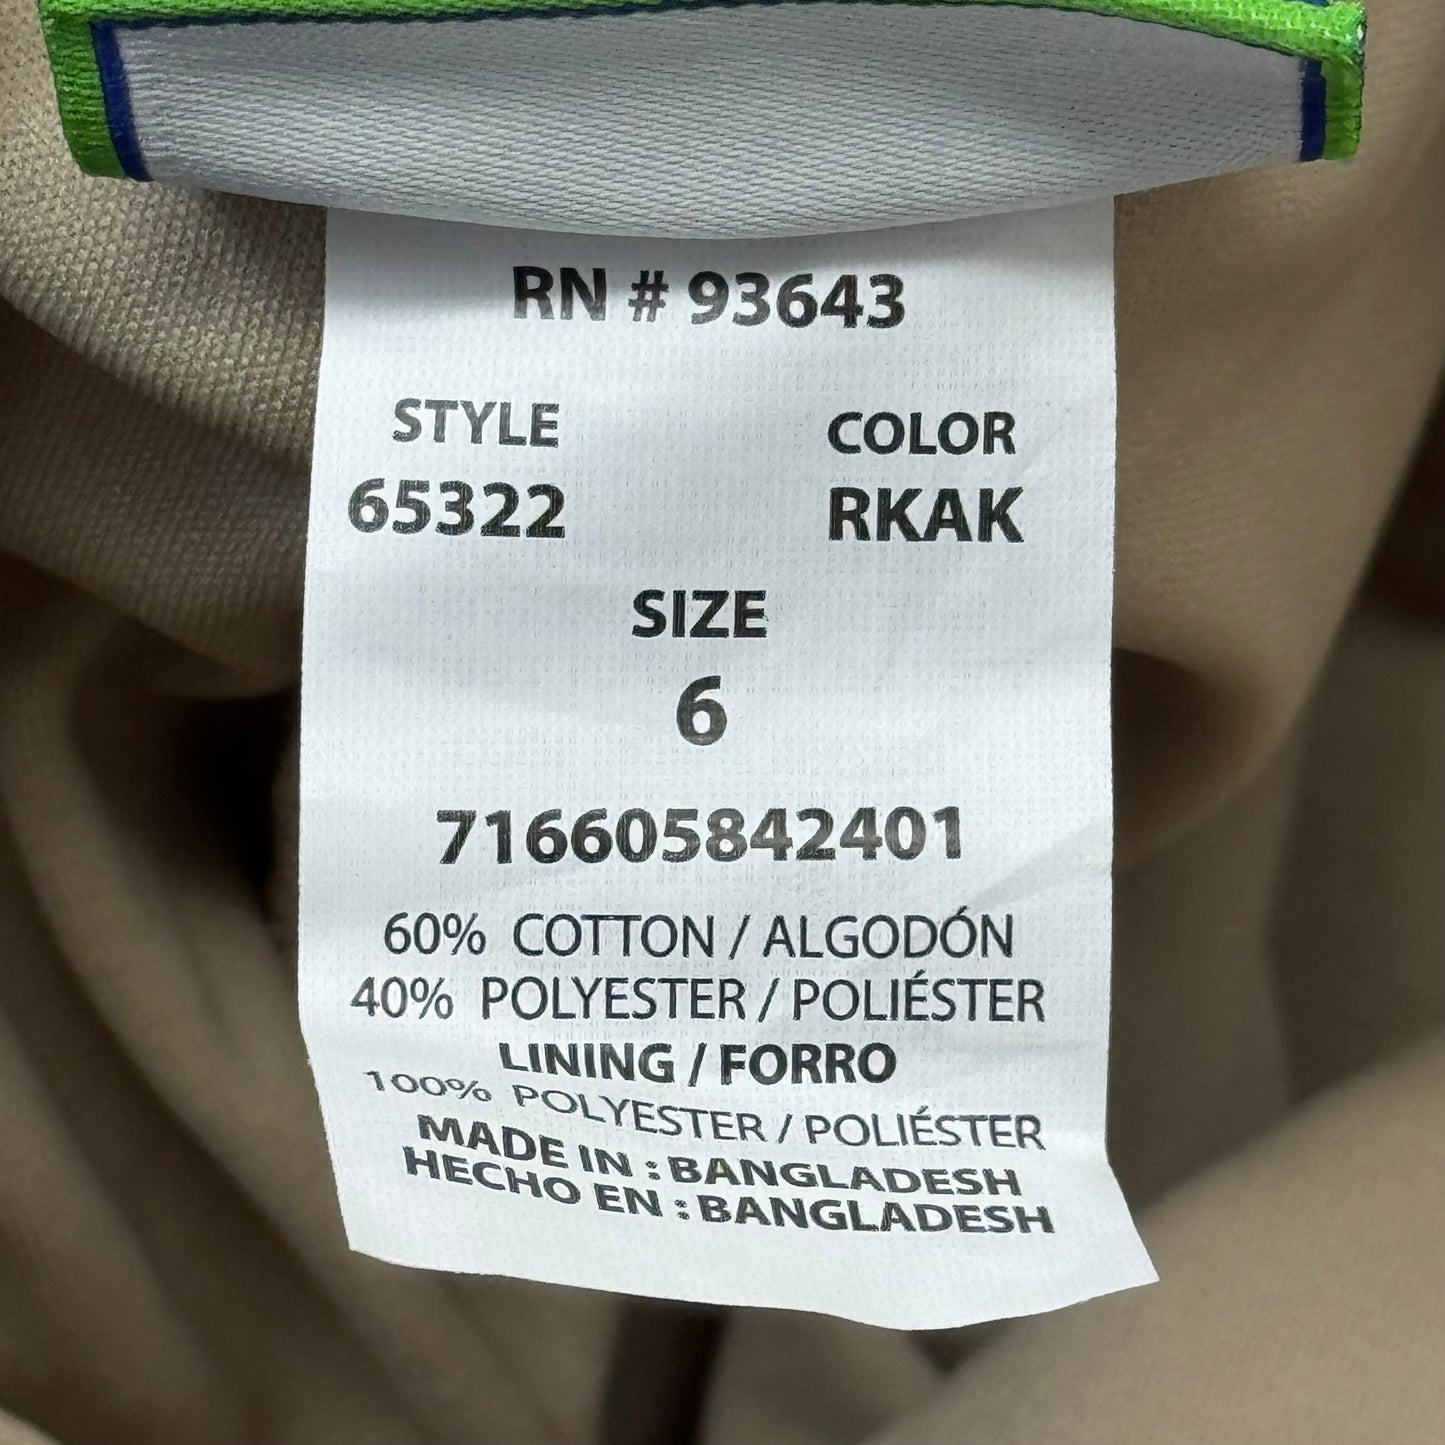 RN # 93643
STYLE COLOR
65322 RKAK
SIZE
6
716605842401
60% COTTON / ALGODÓN
40% POLYESTER / POLIÉSTER
LINING / FORRO
100% POLYESTER / POLIÉSTER
MADE IN : BANGLADESH
HECHO EN : BANGLADESH